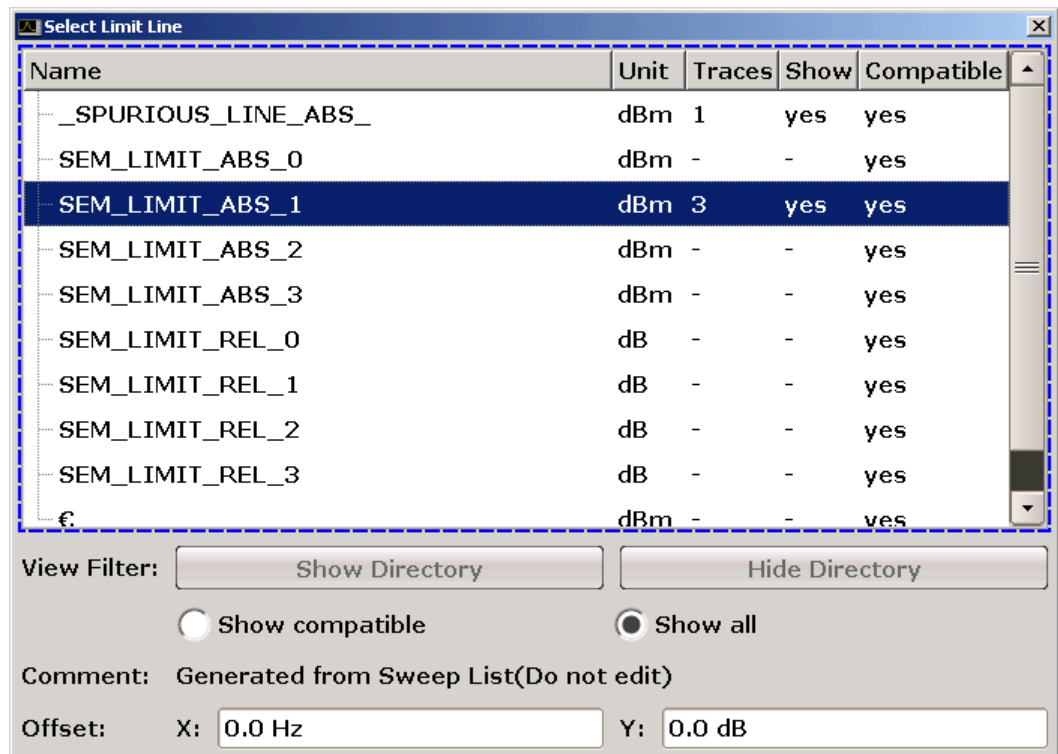 Select Limit Line
Name Unit Traces Show Compatible
_SPURIOUS_LINE_ABS_ dBm 1 yes yes
SEM_LIMIT_ABS_0 dBm - - yes
SEM_LIMIT_ABS_1 dBm 3 yes yes
SEM_LIMIT_ABS_2 dBm - - yes
SEM_LIMIT_ABS_3 dBm - - yes
SEM_LIMIT_REL_0 dB - - yes
SEM_LIMIT_REL_1 dB - - yes
SEM_LIMIT_REL_2 dB - - yes
SEM_LIMIT_REL_3 dB - - yes
€ dBm - - yes
View Filter: Show Directory Hide Directory
Show compatible Show all
Comment: Generated from Sweep List(Do not edit)
Offset: X: 0.0 Hz Y: 0.0 dB